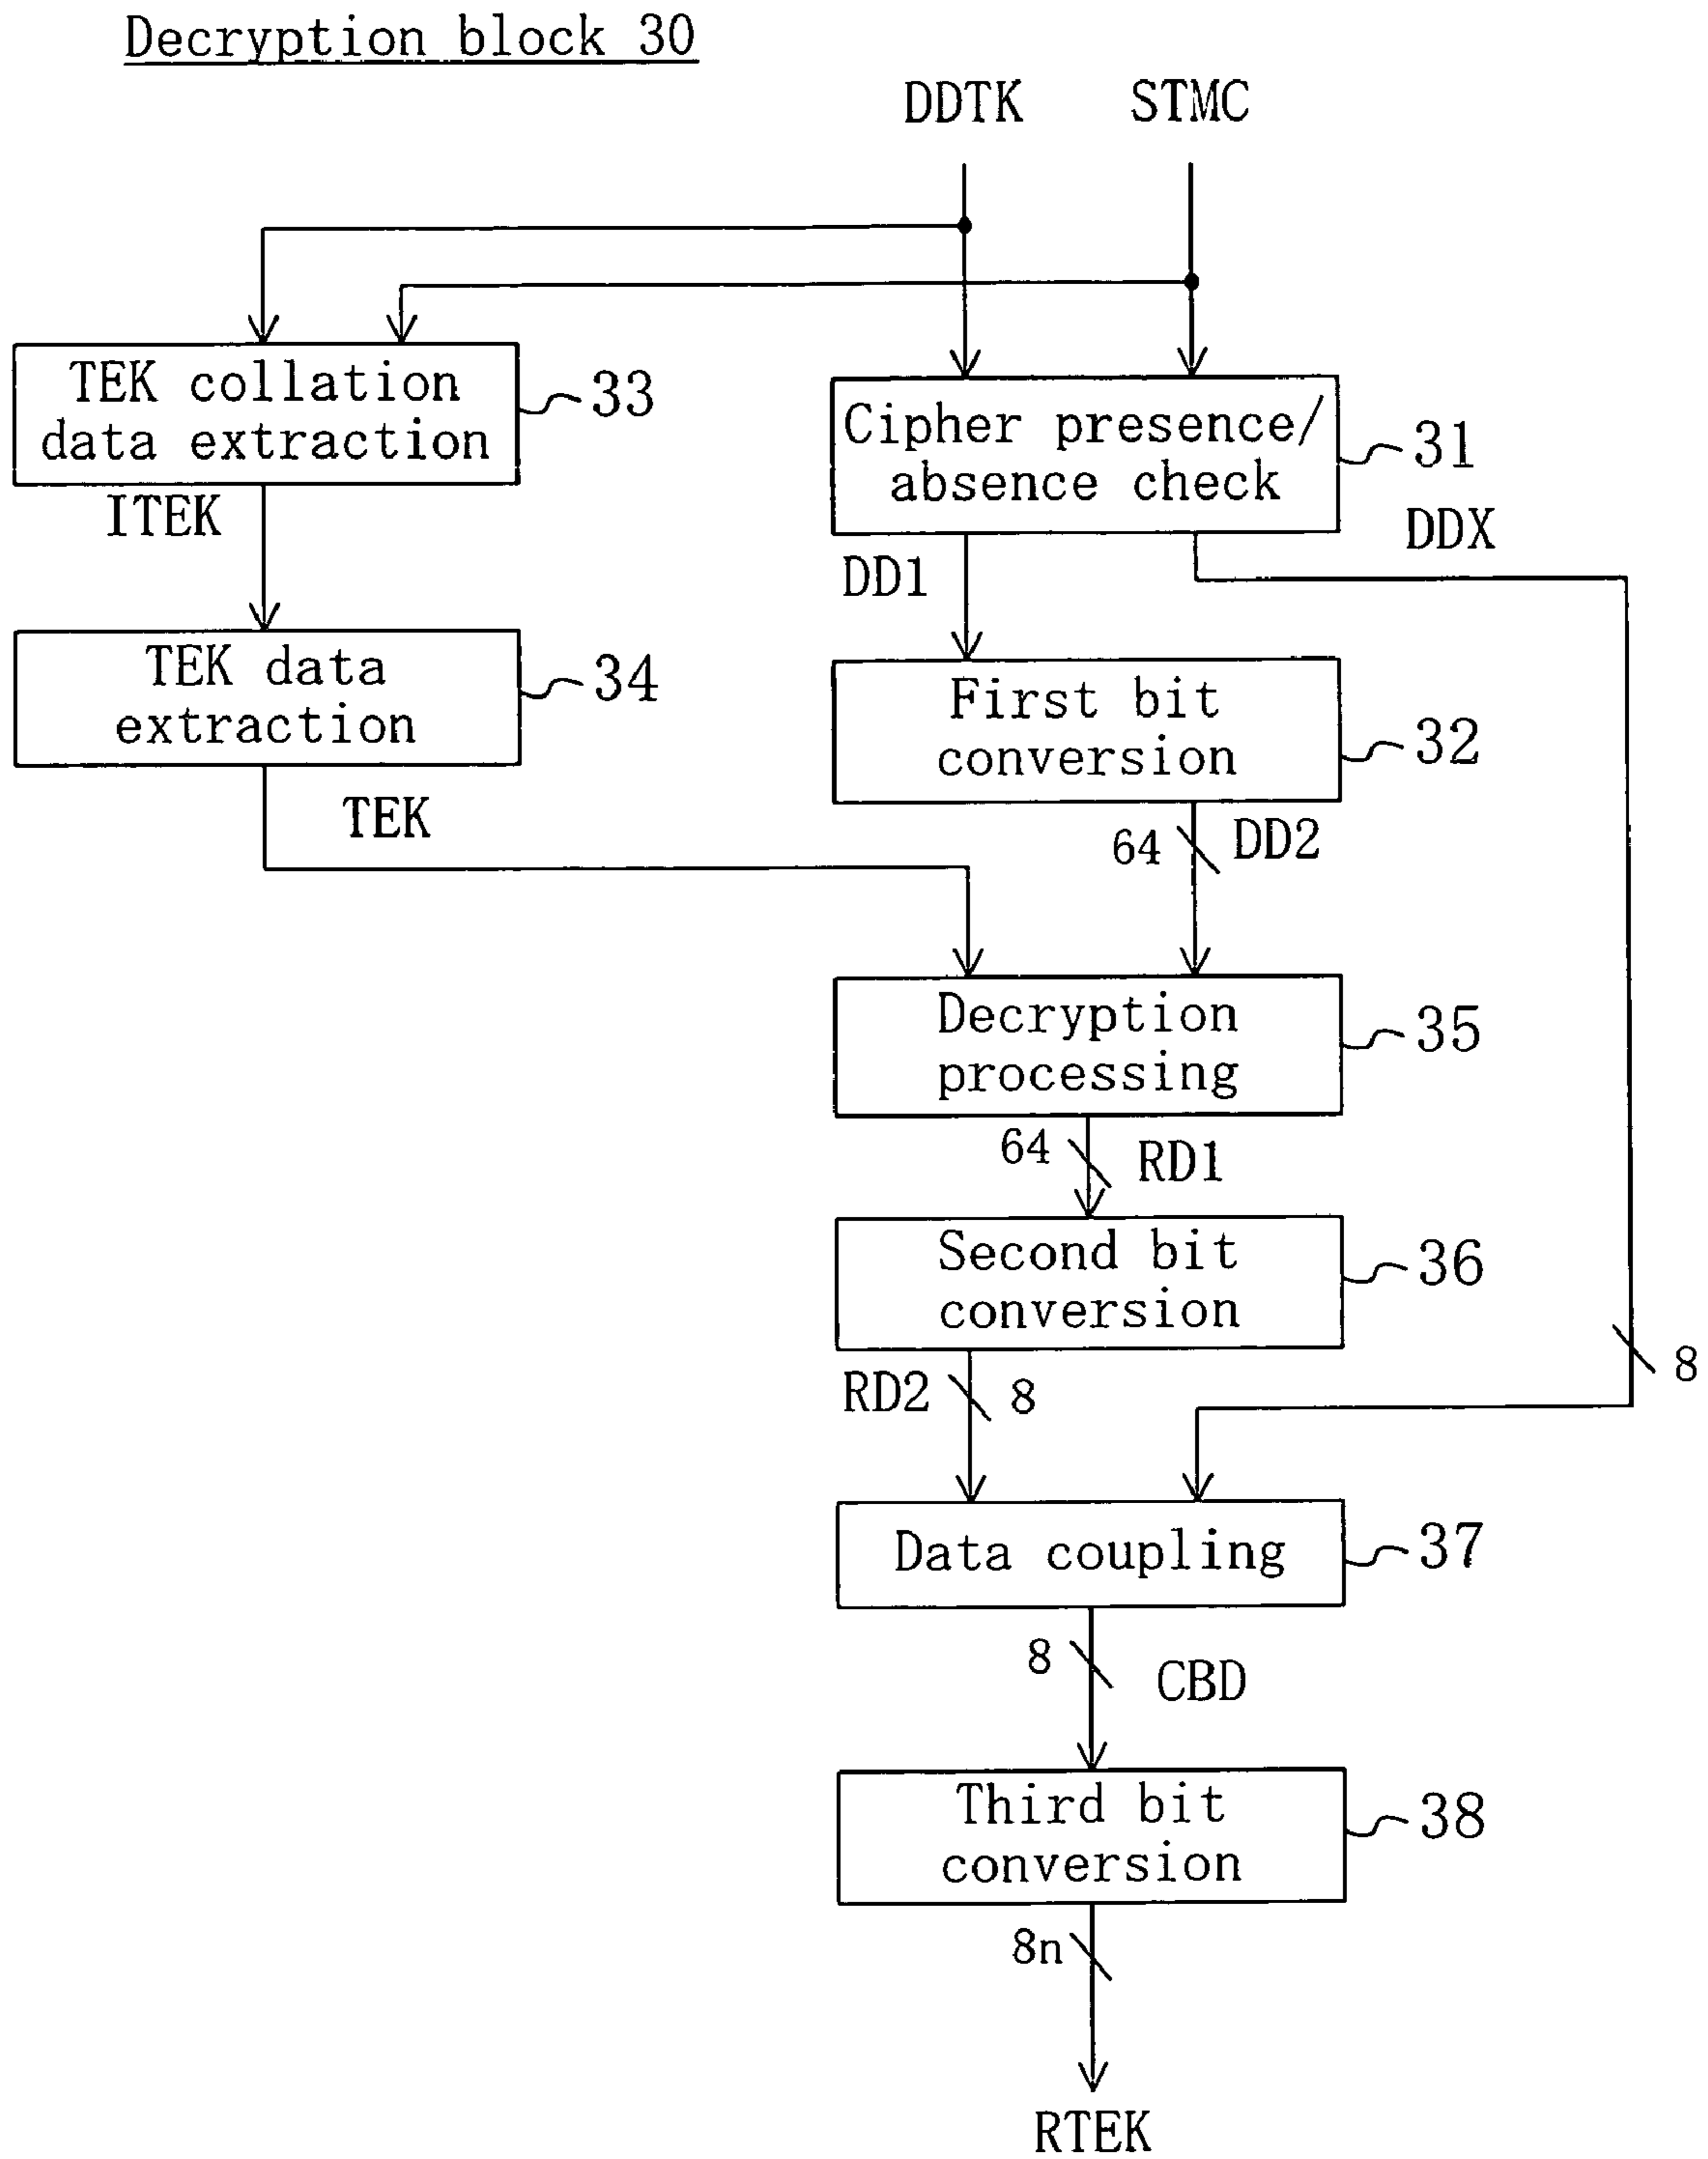 Decryption block 30
DDTK STMC
TEK collation
data extraction
33
Cipher presence/
absence check
31
ITEK
DD1
DDX
TEK data
extraction
34
First bit
conversion
32
TEK
64
DD2
Decryption
processing
35
64
RD1
Second bit
conversion
36
RD2
8
8
Data coupling
37
8
CBD
Third bit
conversion
38
8n
RTEK